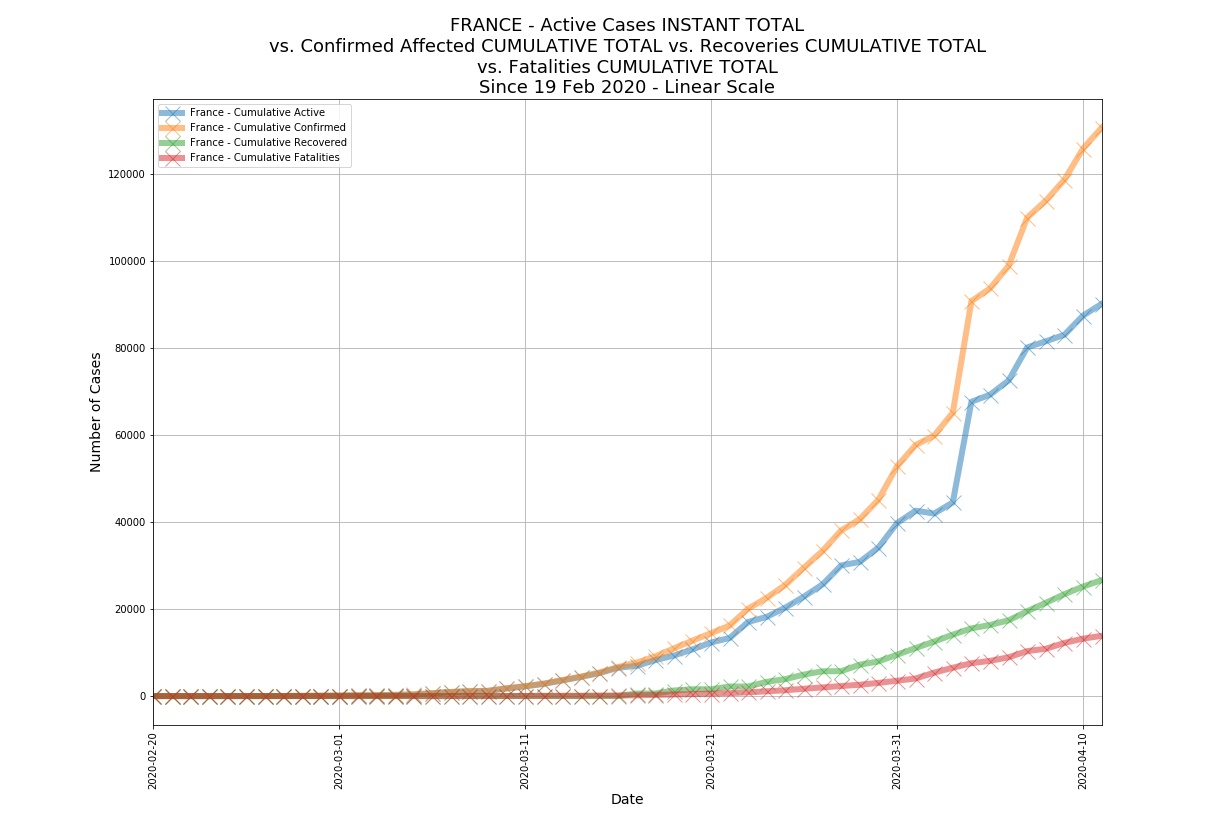 FRANCE - Active Cases INSTANT TOTAL
vs. Confirmed Affected CUMULATIVE TOTAL vs. Recoveries CUMULATIVE TOTAL
vs. Fatalities CUMULATIVE TOTAL
Since 19 Feb 2020 - Linear Scale
France - Cumulative Active
France - Cumulative Confirmed
France - Cumulative Recovered
France - Cumulative Fatalities
Number of Cases
120000
100000
80000
60000
40000
20000
0
2020-02-20
2020-03-01
2020-03-11
2020-03-21
2020-03-31
2020-04-10
Date